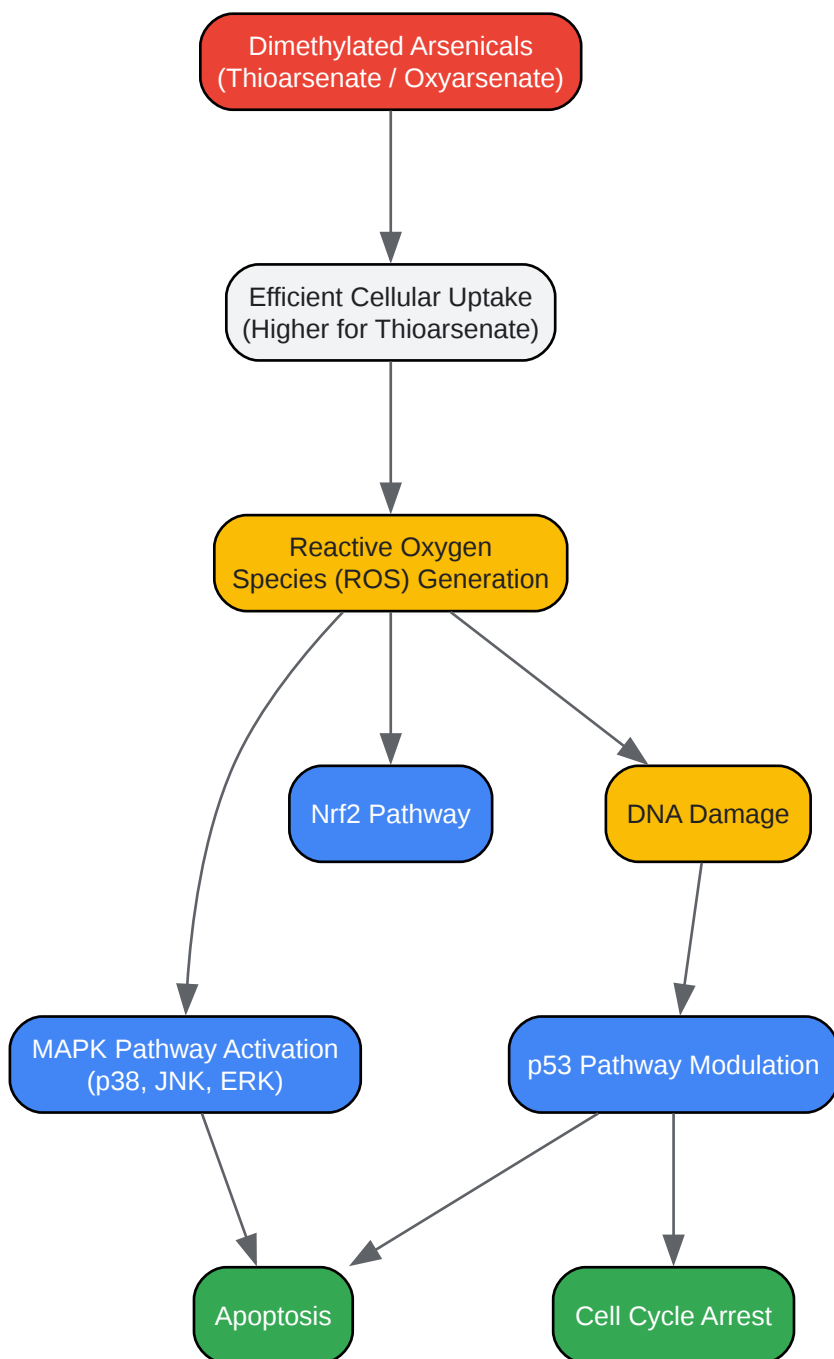 Dimethylated Arsenicals
(Thioarsenate / Oxyarsenate)
Efficient Cellular Uptake
(Higher for Thioarsenate)
Reactive Oxygen
Species (ROS) Generation
Nrf2 Pathway
DNA Damage
MAPK Pathway Activation
(p38, JNK, ERK)
p53 Pathway Modulation
Apoptosis
Cell Cycle Arrest